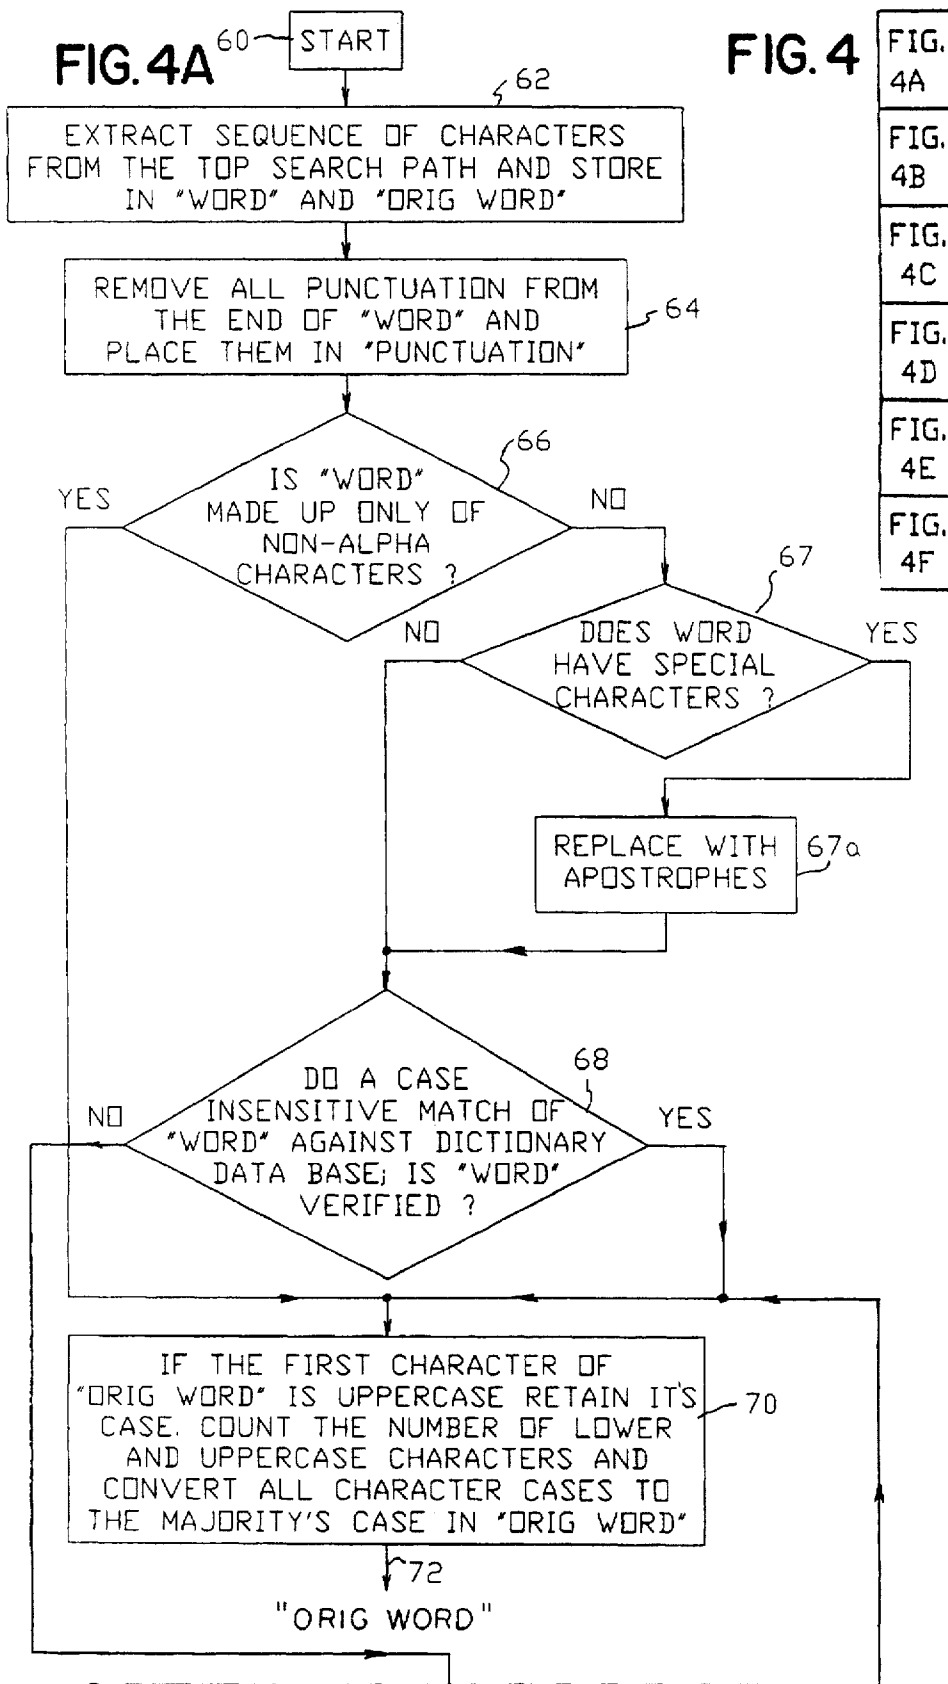 FIG. 4A
60
START
FIG. 4
FIG.
4A
FIG.
4B
FIG.
4C
FIG.
4D
FIG.
4E
FIG.
4F
62
EXTRACT SEQUENCE OF CHARACTERS
FROM THE TOP SEARCH PATH AND STORE
IN "WORD" AND "ORIG WORD"
REMOVE ALL PUNCTUATION FROM
THE END OF "WORD" AND
PLACE THEM IN "PUNCTUATION"
64
66
YES
IS "WORD"
MADE UP ONLY OF
NON-ALPHA
CHARACTERS ?
NO
67
NO
DOES WORD
HAVE SPECIAL
CHARACTERS ?
YES
REPLACE WITH
APOSTROPHES
67a
68
NO
DO A CASE
INSENSITIVE MATCH OF
"WORD" AGAINST DICTIONARY
DATA BASE; IS "WORD"
VERIFIED ?
YES
IF THE FIRST CHARACTER OF
"ORIG WORD" IS UPPERCASE RETAIN IT'S
CASE. COUNT THE NUMBER OF LOWER
AND UPPERCASE CHARACTERS AND
CONVERT ALL CHARACTER CASES TO
THE MAJORITY'S CASE IN "ORIG WORD"
70
72
"ORIG WORD"